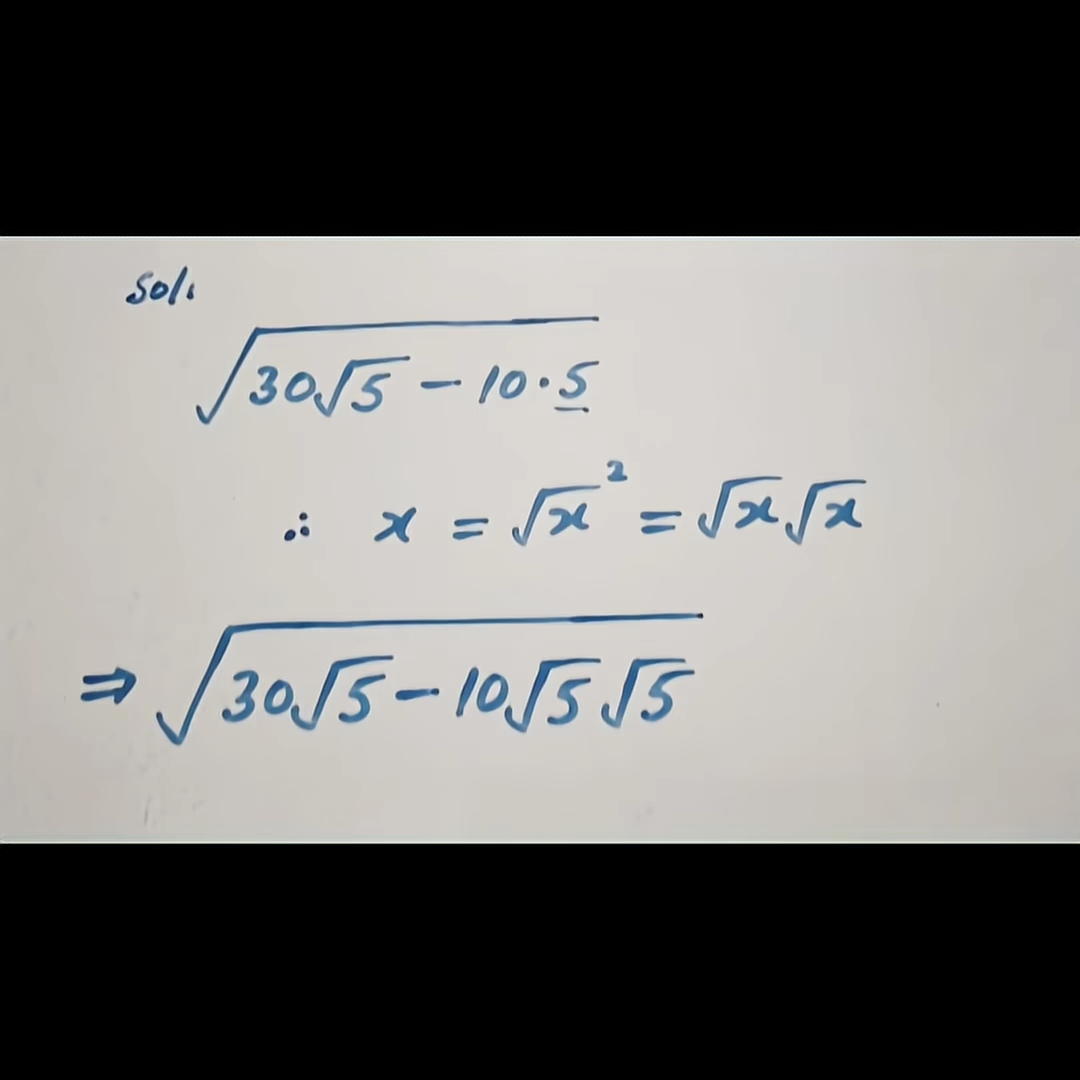 Sol.
√(30√5 − 10·5)
∴ x = √x² = √x√x
⇒ √(30√5 − 10√5√5)